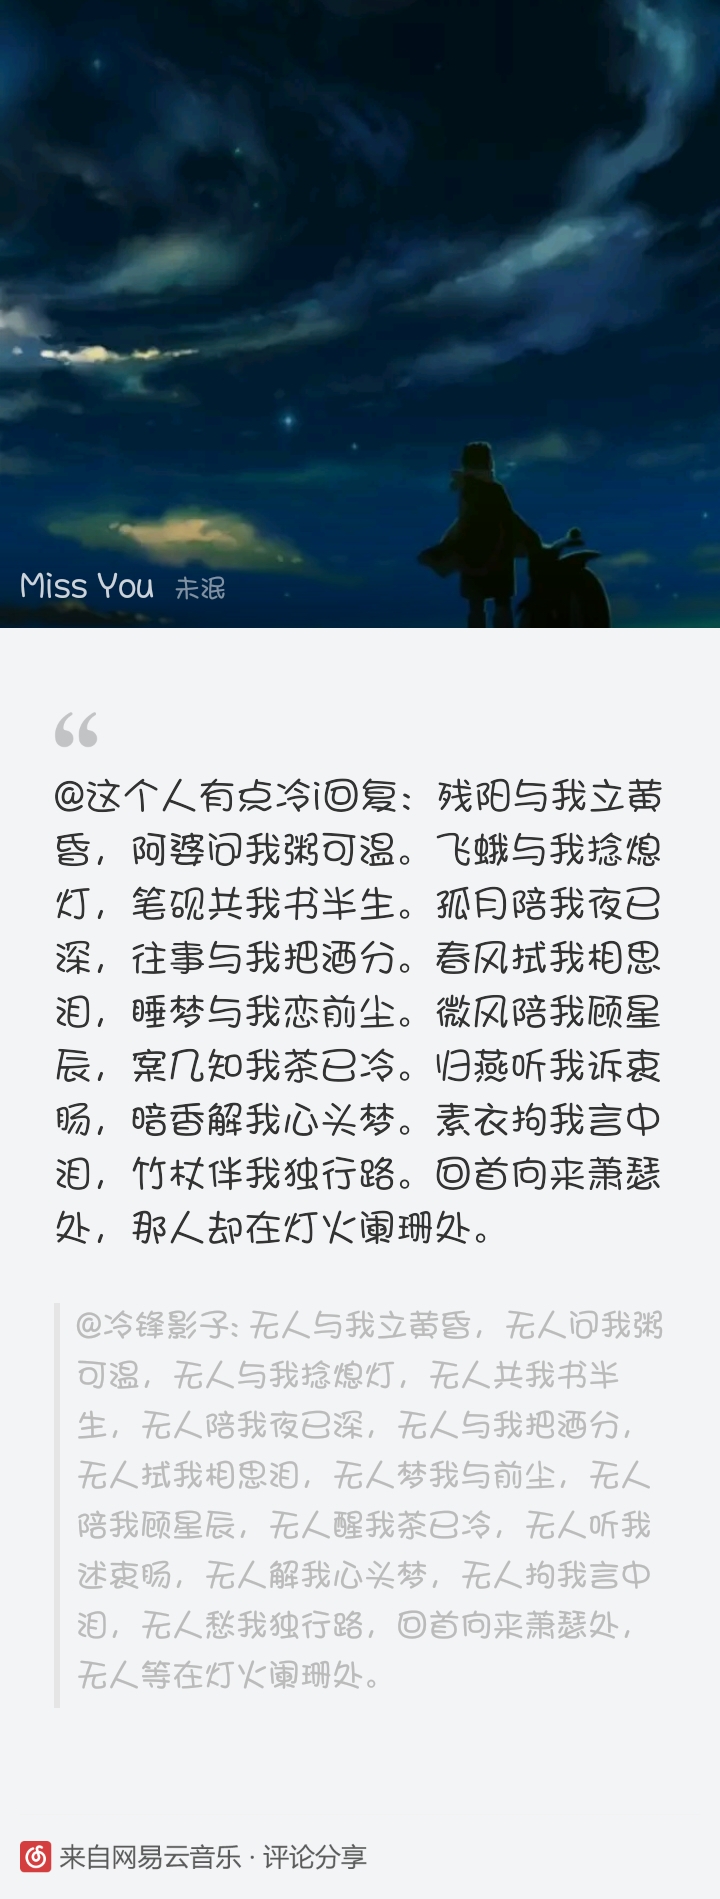 Miss You 未泯
“
@这个人有点冷i回复：残阳与我立黄
昏，阿婆问我粥可温。飞蛾与我捻熄
灯，笔砚共我书半生。孤月陪我夜已
深，往事与我把酒分。春风拭我相思
泪，睡梦与我恋前尘。微风陪我顾星
辰，案几知我茶已冷。归燕听我诉衷
肠，暗香解我心头梦。素衣拘我言中
泪，竹杖伴我独行路。回首向来萧瑟
处，那人却在灯火阑珊处。
@冷锋影子: 无人与我立黄昏，无人问我粥
可温，无人与我捻熄灯，无人共我书半
生，无人陪我夜已深，无人与我把酒分，
无人拭我相思泪，无人梦我与前尘，无人
陪我顾星辰，无人醒我茶已冷，无人听我
述衷肠，无人解我心头梦，无人拘我言中
泪，无人愁我独行路，回首向来萧瑟处，
无人等在灯火阑珊处。
来自网易云音乐 · 评论分享